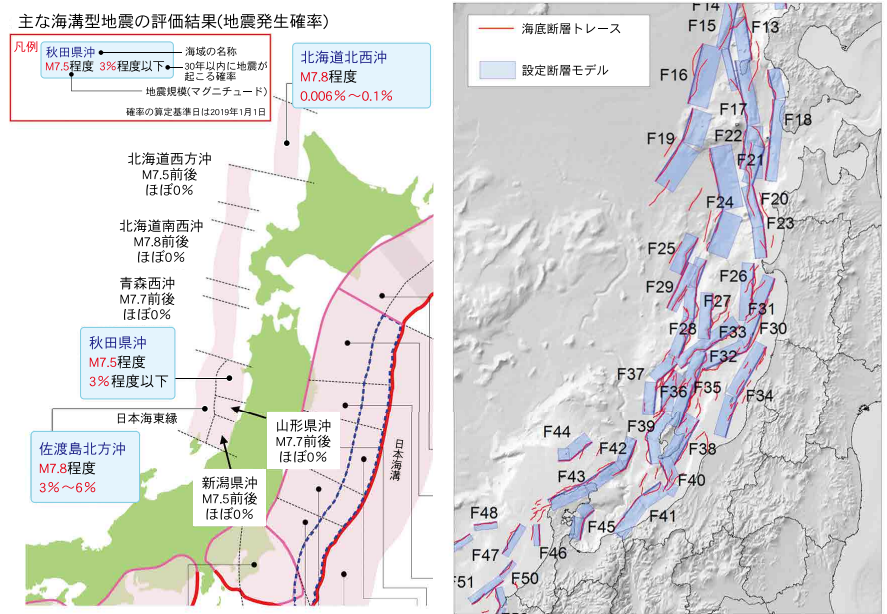 主な海溝型地震の評価結果(地震発生確率)
凡例
秋田県沖
M7.5程度 3%程度以下
海域の名称
30年以内に地震が
起こる確率
地震規模(マグニチュード)
確率の算定基準日は2019年1月1日
北海道北西沖
M7.8程度
0.006%～0.1%
北海道西方沖
M7.5前後
ほぼ0%
北海道南西沖
M7.8前後
ほぼ0%
青森西沖
M7.7前後
ほぼ0%
秋田県沖
M7.5程度
3%程度以下
日本海東縁
佐渡島北方沖
M7.8程度
3%～6%
山形県沖
M7.7前後
ほぼ0%
新潟県沖
M7.5前後
ほぼ0%
日本海溝
海底断層トレース
設定断層モデル
F14
F15
F13
F16
F17
F18
F19
F22
F21
F24
F20
F23
F25
F26
F29
F27
F31
F28
F33
F30
F32
F37
F36
F35
F34
F39
F44
F42
F38
F43
F40
F48
F45
F41
F47
F46
F51
F50